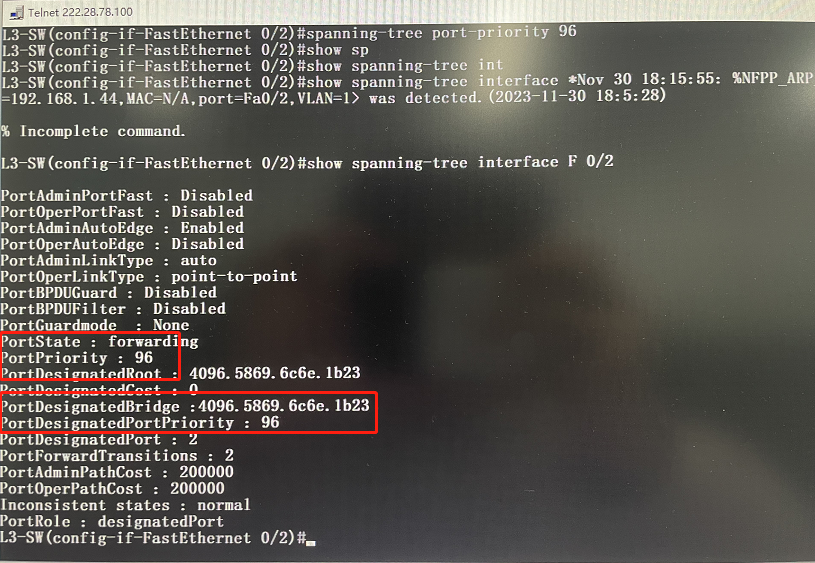 Telnet 222.28.78.100
L3-SW(config-if-FastEthernet 0/2)#spanning-tree port-priority 96
L3-SW(config-if-FastEthernet 0/2)#show sp
L3-SW(config-if-FastEthernet 0/2)#show spanning-tree int
L3-SW(config-if-FastEthernet 0/2)#show spanning-tree interface *Nov 30 18:15:55: %NFPP_ARP
=192.168.1.44,MAC=N/A,port=Fa0/2,VLAN=1> was detected.(2023-11-30 18:5:28)
% Incomplete command.
L3-SW(config-if-FastEthernet 0/2)#show spanning-tree interface F 0/2
PortAdminPortFast : Disabled
PortOperPortFast : Disabled
PortAdminAutoEdge : Enabled
PortOperAutoEdge : Disabled
PortAdminLinkType : auto
PortOperLinkType : point-to-point
PortBPDUGuard : Disabled
PortBPDUFilter : Disabled
PortGuardmode  : None
PortState : forwarding
PortPriority : 96
PortDesignatedRoot : 4096.5869.6c6e.1b23
PortDesignatedCost : 0
PortDesignatedBridge :4096.5869.6c6e.1b23
PortDesignatedPortPriority : 96
PortDesignatedPort : 2
PortForwardTransitions : 2
PortAdminPathCost : 200000
PortOperPathCost : 200000
Inconsistent states : normal
PortRole : designatedPort
L3-SW(config-if-FastEthernet 0/2)#